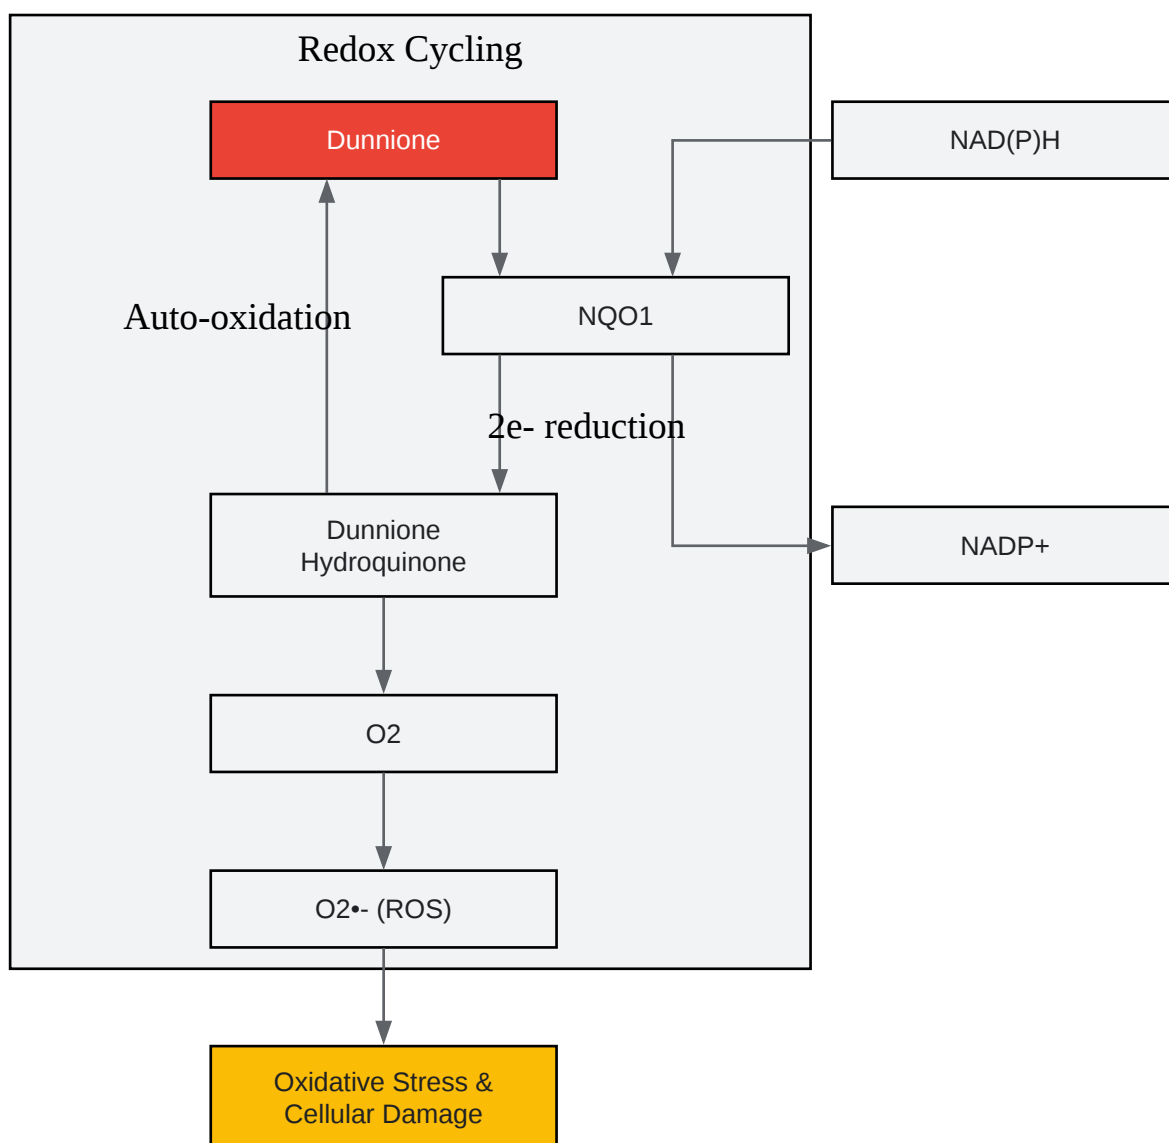 Redox Cycling
Dunnione
NAD(P)H
Auto-oxidation
NQO1
2e- reduction
Dunnione
Hydroquinone
NADP+
O2
O2•- (ROS)
Oxidative Stress &
Cellular Damage